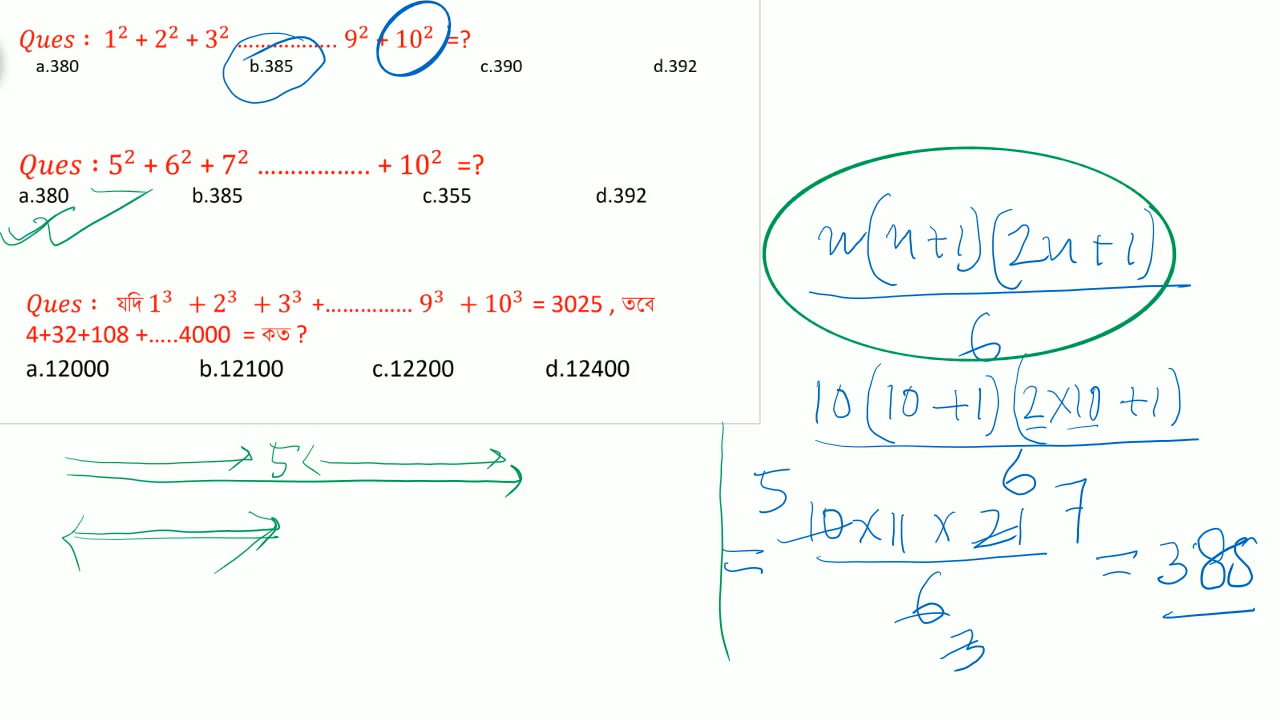 Ques : 1² + 2² + 3² ................ 9² + 10² =?
a.380 b.385 c.390 d.392
Ques : 5² + 6² + 7² ................. + 10² =?
a.380 b.385 c.355 d.392
Ques : যদি 1³ + 2³ + 3³ +.............. 9³ + 10³ = 3025 , তবে
4+32+108 +.....4000 = কত ?
a.12000 b.12100 c.12200 d.12400
5
n(n+1)(2n+1)
6
10(10+1)(2×10+1)
6
5 7
= 10×11×21 = 385
6
3